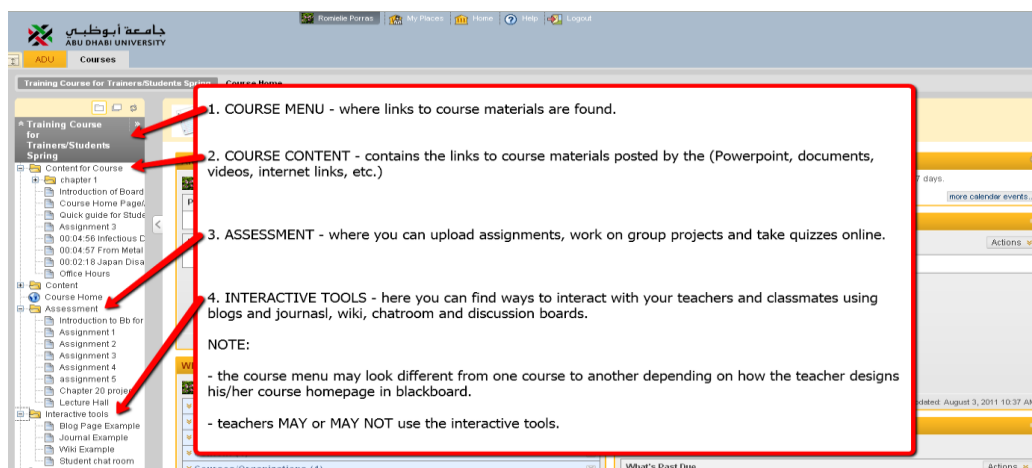 Romielle Porras My Places Home Help Logout
جامعة أبوظبي
ABU DHABI UNIVERSITY
ADU Courses
Training Course for Trainers/Students Spring Course Home
Training Course
for
Trainers/Students
Spring
Content for Course
chapter 1
Introduction of Board
Course Home Page/
Quick guide for Stude
Assignment 3
00:04:56 Infectious D
00:04:57 From Metal
00:02:18 Japan Disa
Office Hours
Content
Course Home
Assessment
Introduction to Bb for
Assignment 1
Assignment 2
Assignment 3
Assignment 4
assignment 5
Chapter 20 projec
Lecture Hall
Interactive tools
Blog Page Example
Journal Example
Wiki Example
Student chat room
1. COURSE MENU - where links to course materials are found.
2. COURSE CONTENT - contains the links to course materials posted by the (Powerpoint, documents,
videos, internet links, etc.)
3. ASSESSMENT - where you can upload assignments, work on group projects and take quizzes online.
4. INTERACTIVE TOOLS - here you can find ways to interact with your teachers and classmates using
blogs and journasl, wiki, chatroom and discussion boards.
NOTE:
- the course menu may look different from one course to another depending on how the teacher designs
his/her course homepage in blackboard.
- teachers MAY or MAY NOT use the interactive tools.
7 days.
more calendar events..
Actions
dated: August 3, 2011 10:37 AM
What's Past Due Actions